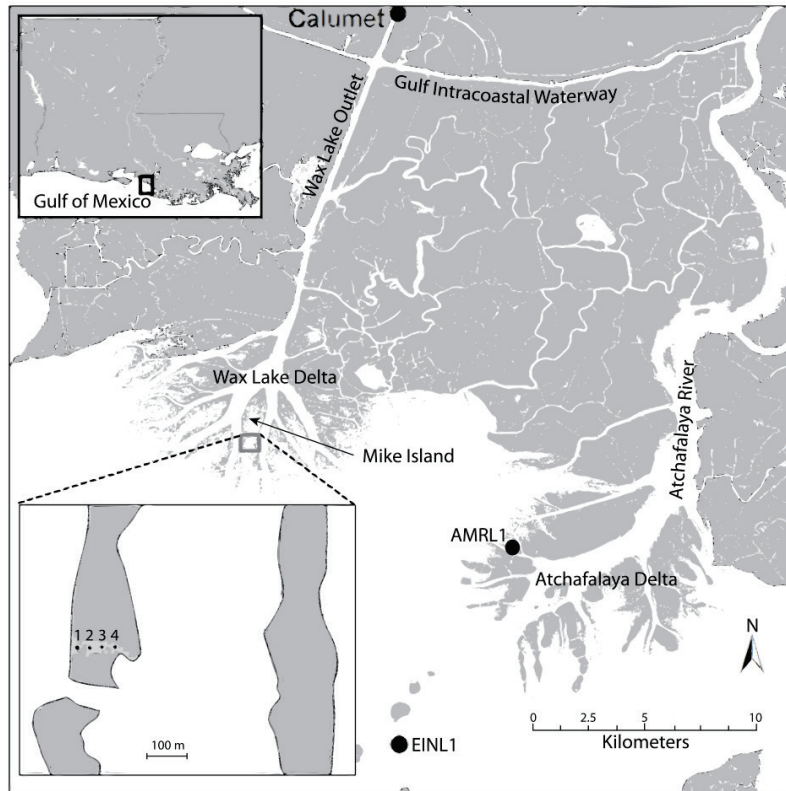 Calumet
Gulf Intracoastal Waterway
Wax Lake Outlet
Gulf of Mexico
Wax Lake Delta
Mike Island
Atchafalaya River
AMRL1
Atchafalaya Delta
1 2 3 4
N
0 2.5 5 10
Kilometers
100 m
EINL1